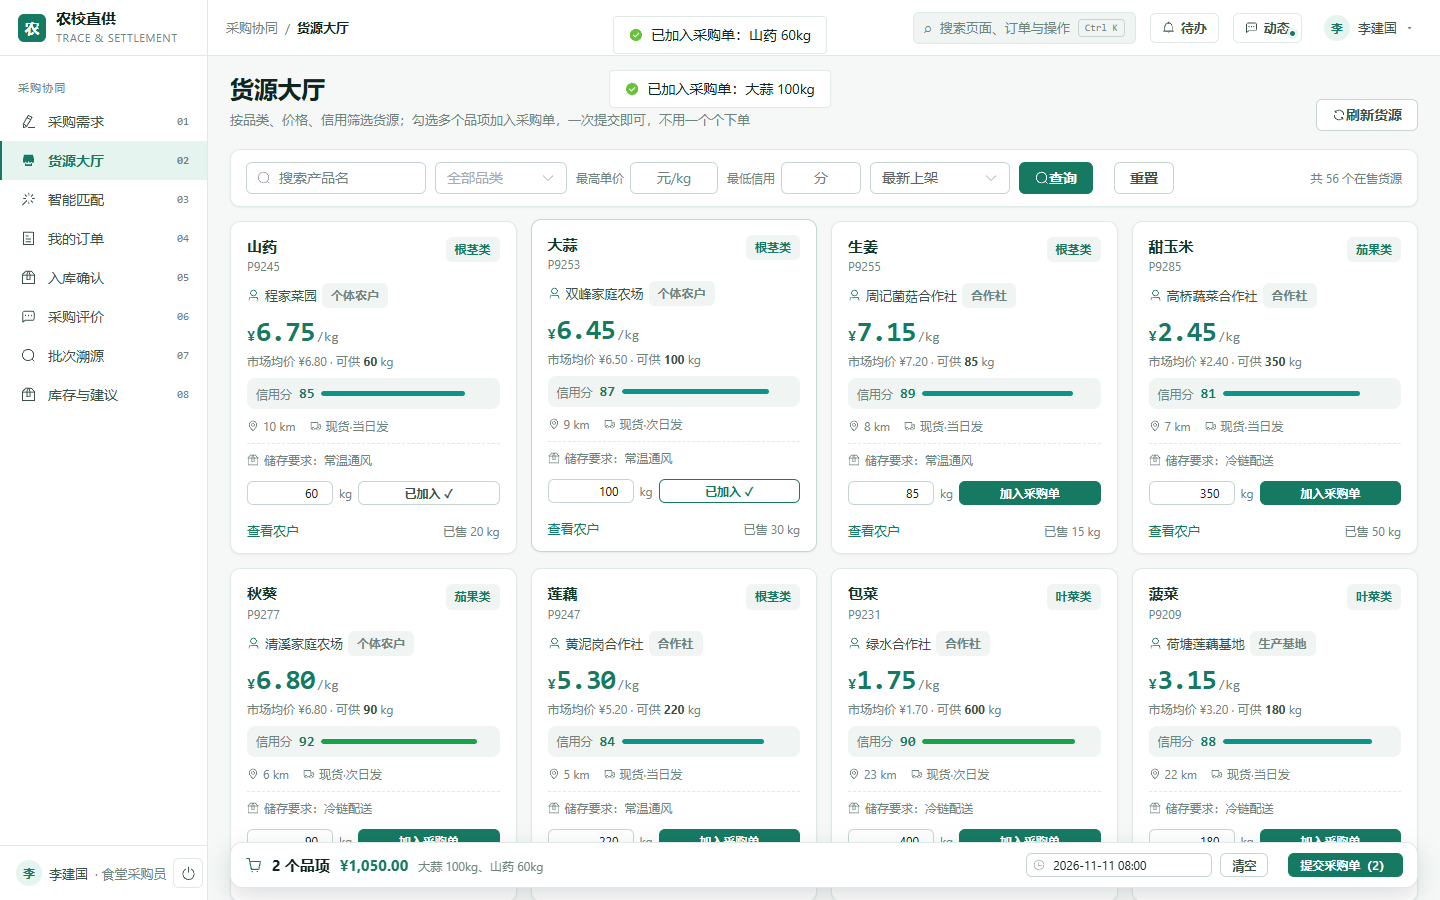 农校直供
TRACE & SETTLEMENT
采购协同
采购需求 01
货源大厅 02
智能匹配 03
我的订单 04
入库确认 05
采购评价 06
批次溯源 07
库存与建议 08
李 李建国 · 食堂采购员
采购协同 / 货源大厅
已加入采购单：山药 60kg
已加入采购单：大蒜 100kg
搜索页面、订单与操作 Ctrl K
待办
动态
李 李建国
货源大厅
按品类、价格、信用筛选货源；勾选多个品项加入采购单，一次提交即可，不用一个个下单
刷新货源
搜索产品名 全部品类 最高单价 元/kg 最低信用 分 最新上架 查询 重置 共 56 个在售货源
山药 根茎类
P9245
程家菜园 个体农户
¥6.75/kg
市场均价 ¥6.80 · 可供 60 kg
信用分 85
10 km 现货·当日发
储存要求：常温通风
60 kg 已加入 ✓
查看农户 已售 20 kg
大蒜 根茎类
P9253
双峰家庭农场 个体农户
¥6.45/kg
市场均价 ¥6.50 · 可供 100 kg
信用分 87
9 km 现货·次日发
储存要求：常温通风
100 kg 已加入 ✓
查看农户 已售 30 kg
生姜 根茎类
P9255
周记菌菇合作社 合作社
¥7.15/kg
市场均价 ¥7.20 · 可供 85 kg
信用分 89
8 km 现货·当日发
储存要求：常温通风
85 kg 加入采购单
查看农户 已售 15 kg
甜玉米 茄果类
P9285
高桥蔬菜合作社 合作社
¥2.45/kg
市场均价 ¥2.40 · 可供 350 kg
信用分 81
7 km 现货·当日发
储存要求：冷链配送
350 kg 加入采购单
查看农户 已售 50 kg
秋葵 茄果类
P9277
清溪家庭农场 个体农户
¥6.80/kg
市场均价 ¥6.80 · 可供 90 kg
信用分 92
6 km 现货·次日发
储存要求：冷链配送
90 kg 加入采购单
莲藕 根茎类
P9247
黄泥岗合作社 合作社
¥5.30/kg
市场均价 ¥5.20 · 可供 220 kg
信用分 84
5 km 现货·当日发
储存要求：常温通风
220 kg 加入采购单
包菜 叶菜类
P9231
绿水合作社 合作社
¥1.75/kg
市场均价 ¥1.70 · 可供 600 kg
信用分 90
23 km 现货·次日发
储存要求：冷链配送
400 kg 加入采购单
菠菜 叶菜类
P9209
荷塘莲藕基地 生产基地
¥3.15/kg
市场均价 ¥3.20 · 可供 180 kg
信用分 88
22 km 现货·次日发
储存要求：冷链配送
180 kg 加入采购单
2 个品项 ¥1,050.00 大蒜 100kg、山药 60kg 2026-11-11 08:00 清空 提交采购单（2）